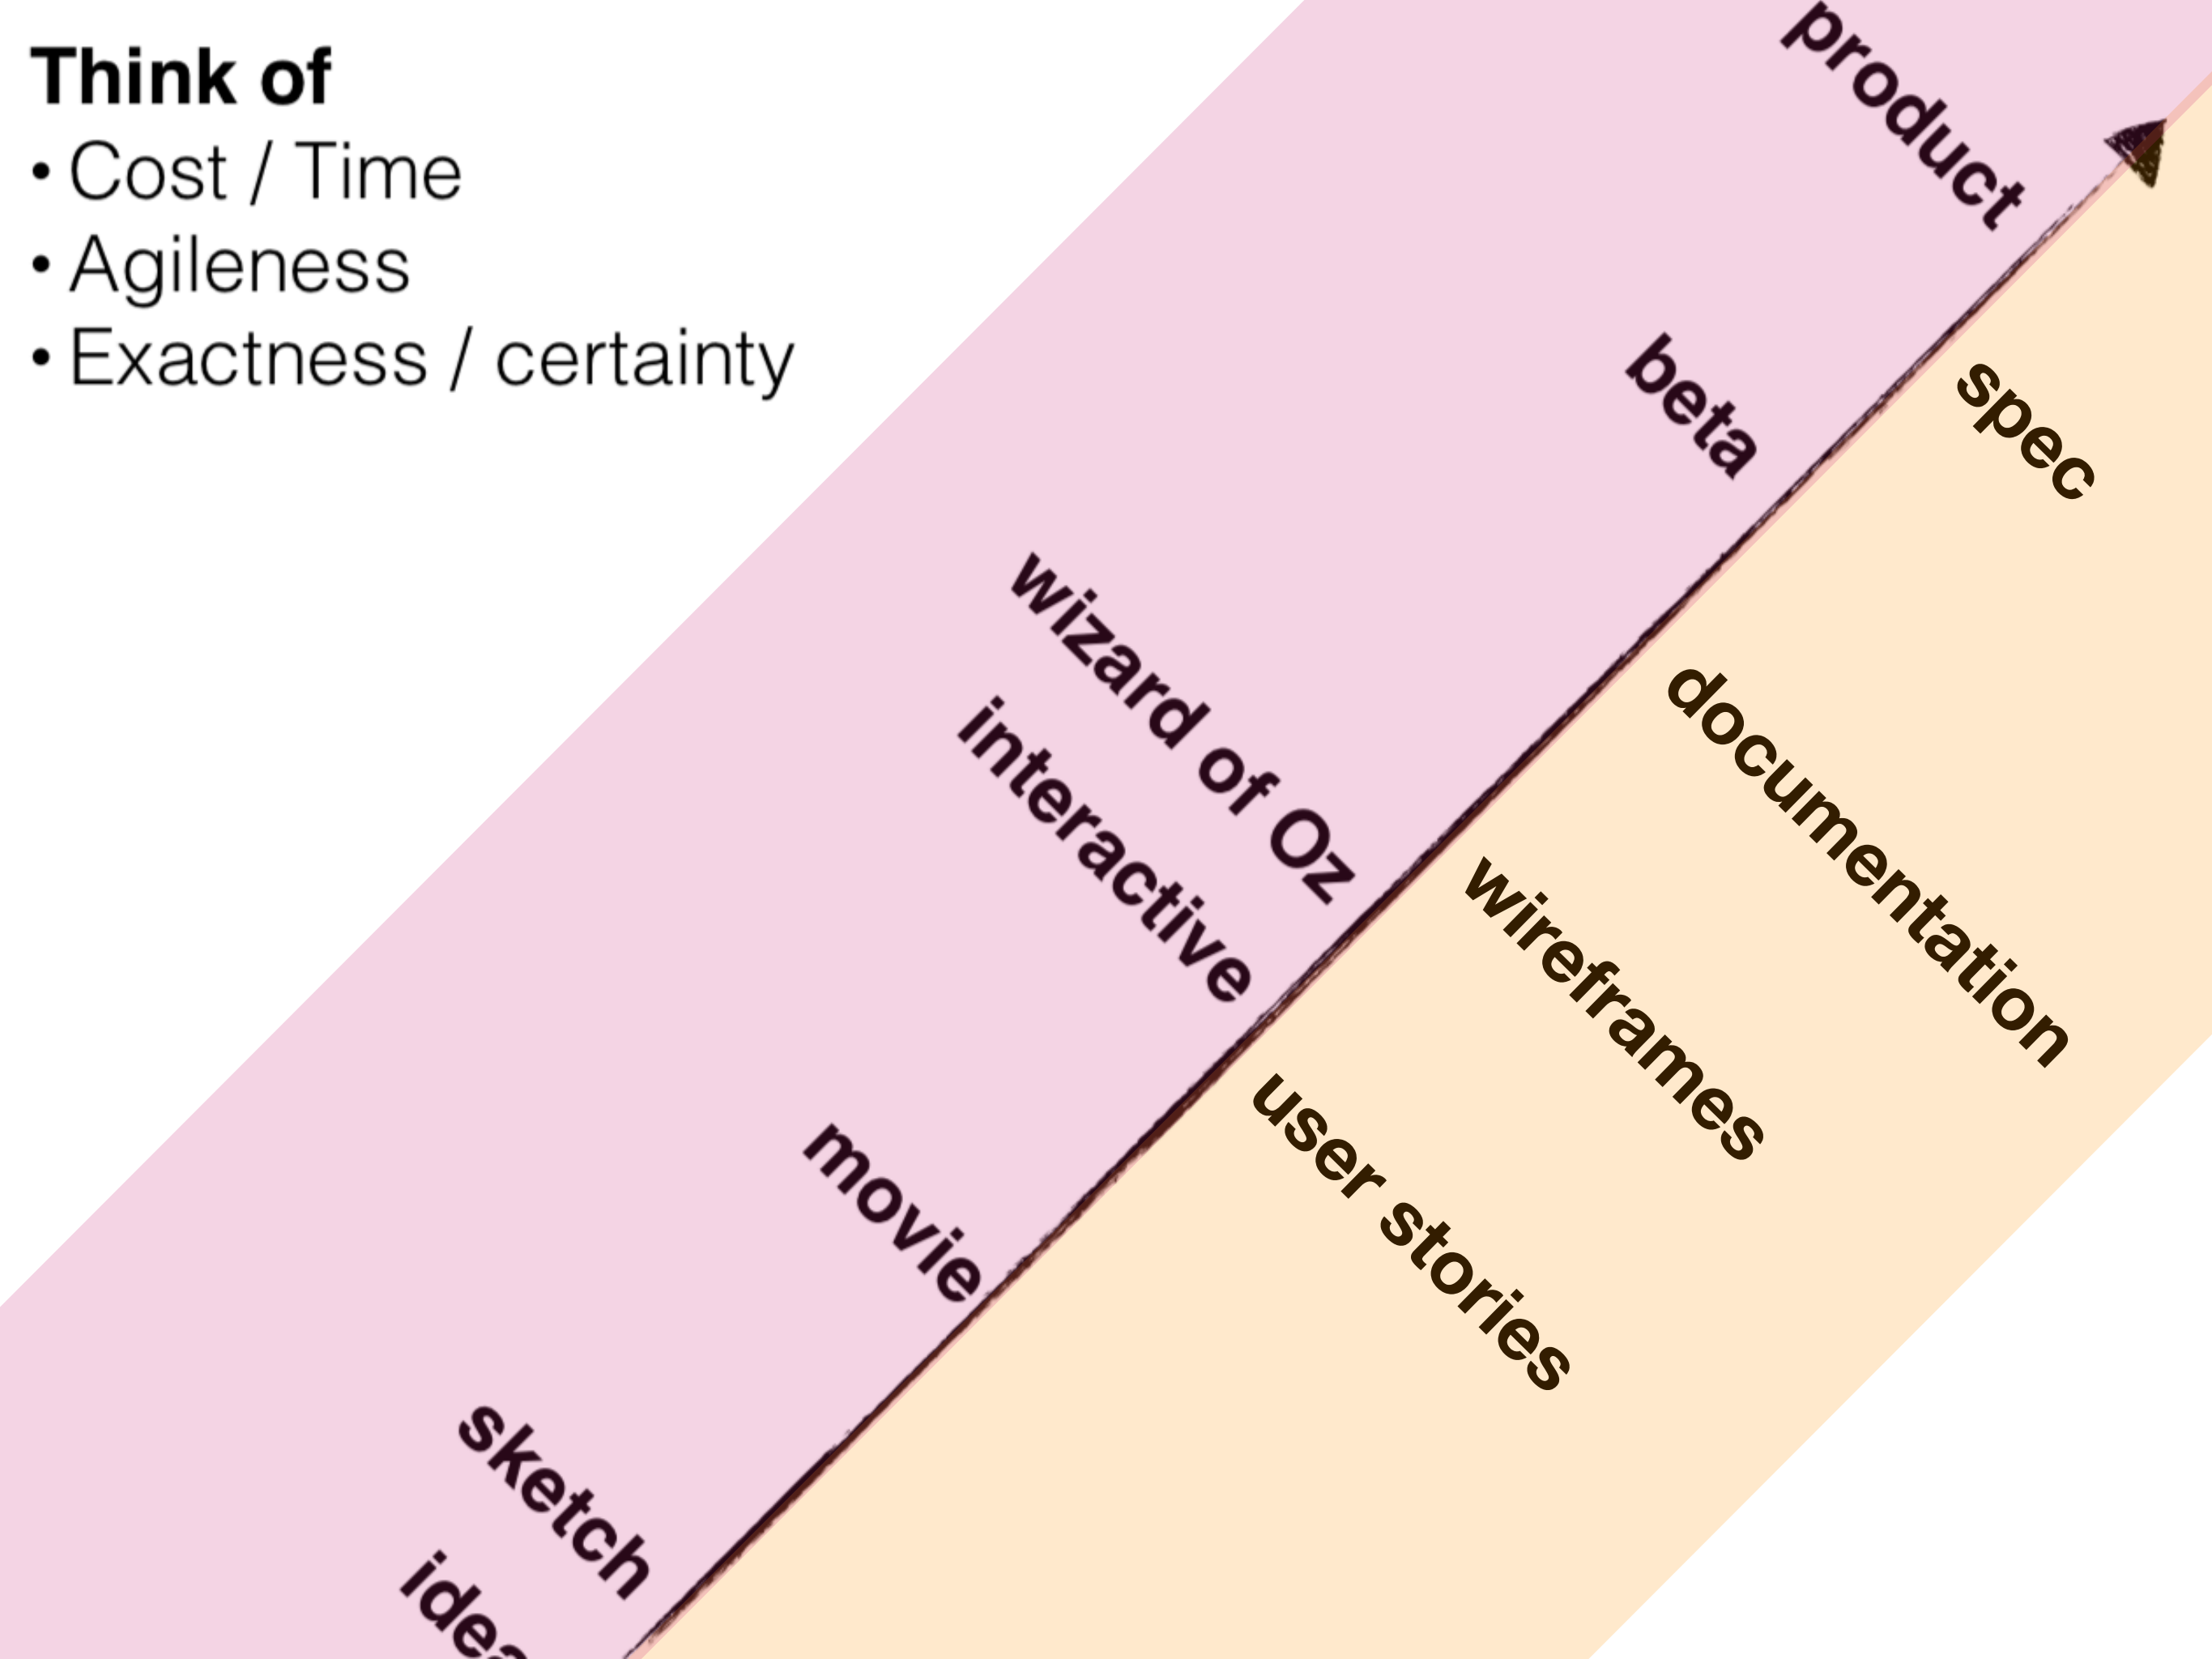 Think of
• Cost / Time
• Agileness
• Exactness / certainty
product
beta
wizard of Oz
interactive
movie
sketch
idea
spec
documentation
wireframes
user stories